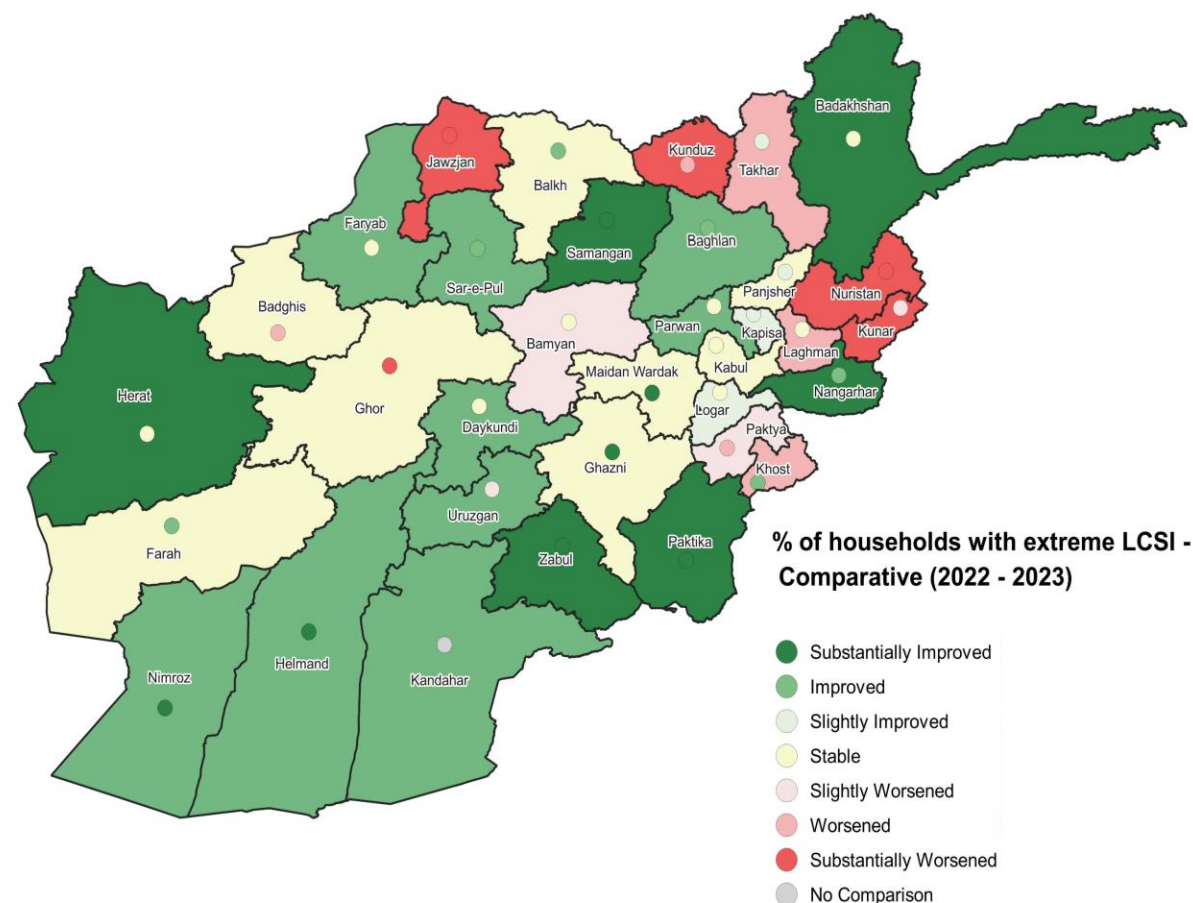 Badakhshan
Jawzjan
Kunduz
Takhar
Balkh
Faryab
Samangan
Baghlan
Sar-e-Pul
Panjsher
Nuristan
Badghis
Parwan
Kapisa
Kunar
Bamyan
Laghman
Maidan Wardak
Kabul
Herat
Nangarhar
Ghor
Logar
Daykundi
Paktya
Ghazni
Khost
Uruzgan
Paktika
Farah
Zabul
Helmand
Nimroz
Kandahar
% of households with extreme LCSI -
Comparative (2022 - 2023)
Substantially Improved
Improved
Slightly Improved
Stable
Slightly Worsened
Worsened
Substantially Worsened
No Comparison